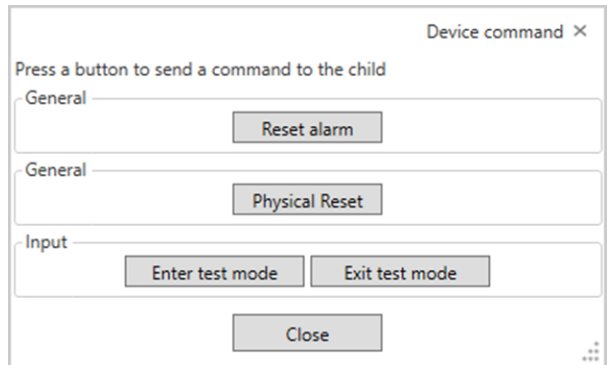 Device command ×
Press a button to send a command to the child
General
Reset alarm
General
Physical Reset
Input
Enter test mode Exit test mode
Close